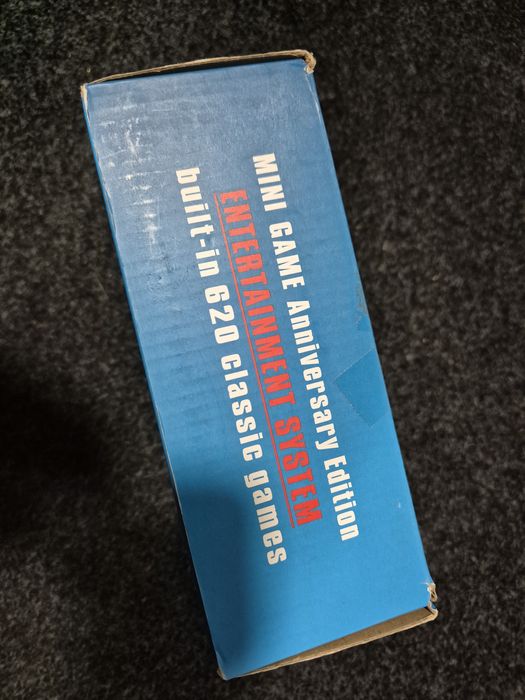 MINI GAME Anniversary Edition
ENTERTAINMENT SYSTEM
built-in 620 classic games